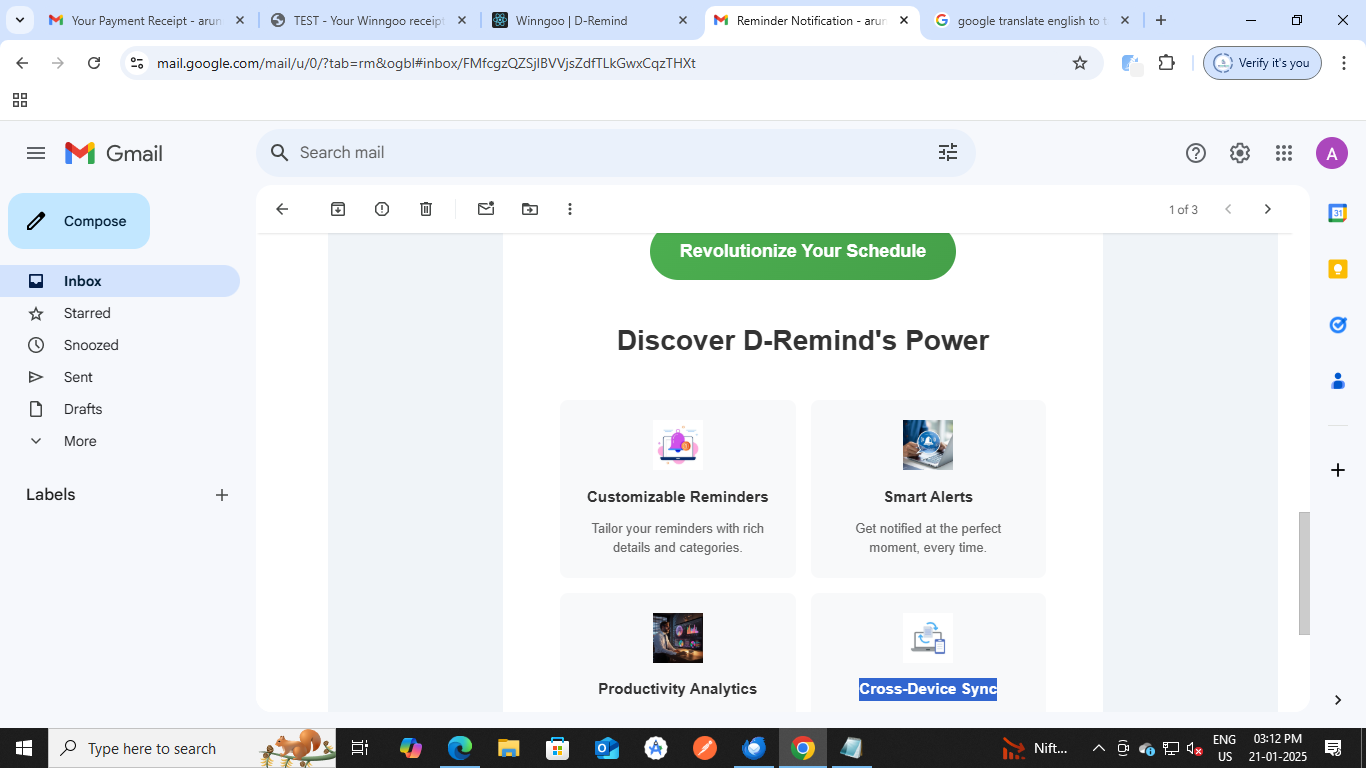 Your Payment Receipt - arun
TEST - Your Winngoo receipt
Winngoo | D-Remind
Reminder Notification - arun
google translate english to t
mail.google.com/mail/u/0/?tab=rm&ogbl#inbox/FMfcgzQZSjlBVVjsZdfTLkGwxCqzTHXt
Verify it's you
Gmail
Search mail
A
Compose
1 of 3
31
Inbox
Starred
Snoozed
Sent
Drafts
More
Labels
Revolutionize Your Schedule
Discover D-Remind's Power
Customizable Reminders
Tailor your reminders with rich
details and categories.
Smart Alerts
Get notified at the perfect
moment, every time.
Productivity Analytics
Cross-Device Sync
Type here to search
Nift...
ENG
US
03:12 PM
21-01-2025